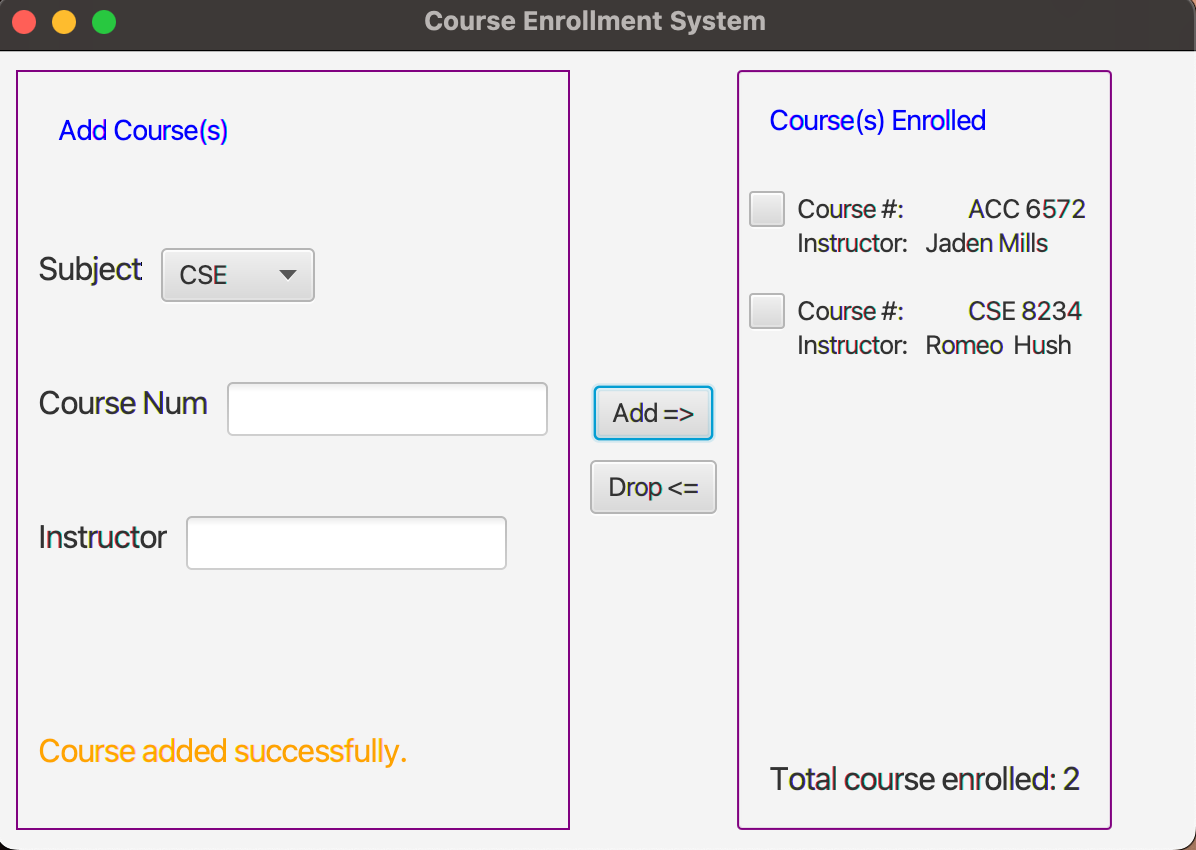 Course Enrollment System
Add Course(s)
Subject CSE
Course Num
Instructor
Course added successfully.
Add =>
Drop <=
Course(s) Enrolled
Course #: ACC 6572
Instructor: Jaden Mills
Course #: CSE 8234
Instructor: Romeo Hush
Total course enrolled: 2